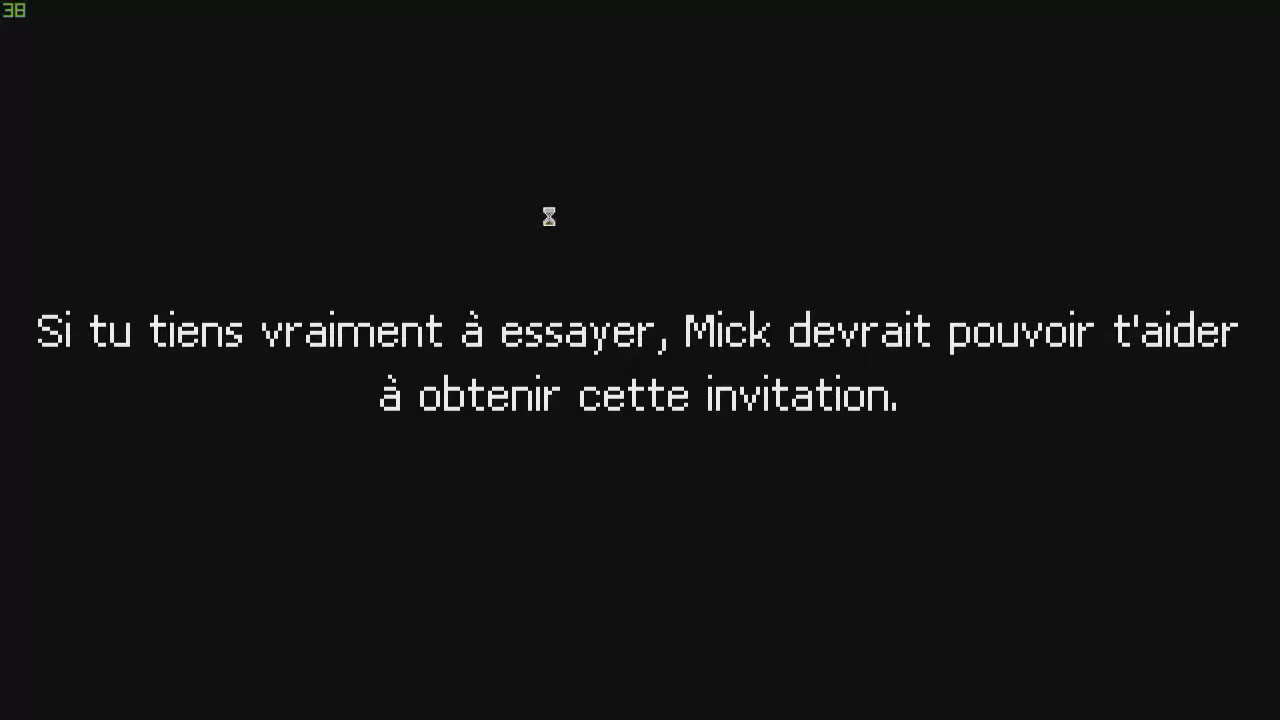 38
Si tu tiens vraiment à essayer, Mick devrait pouvoir t'aider
à obtenir cette invitation.